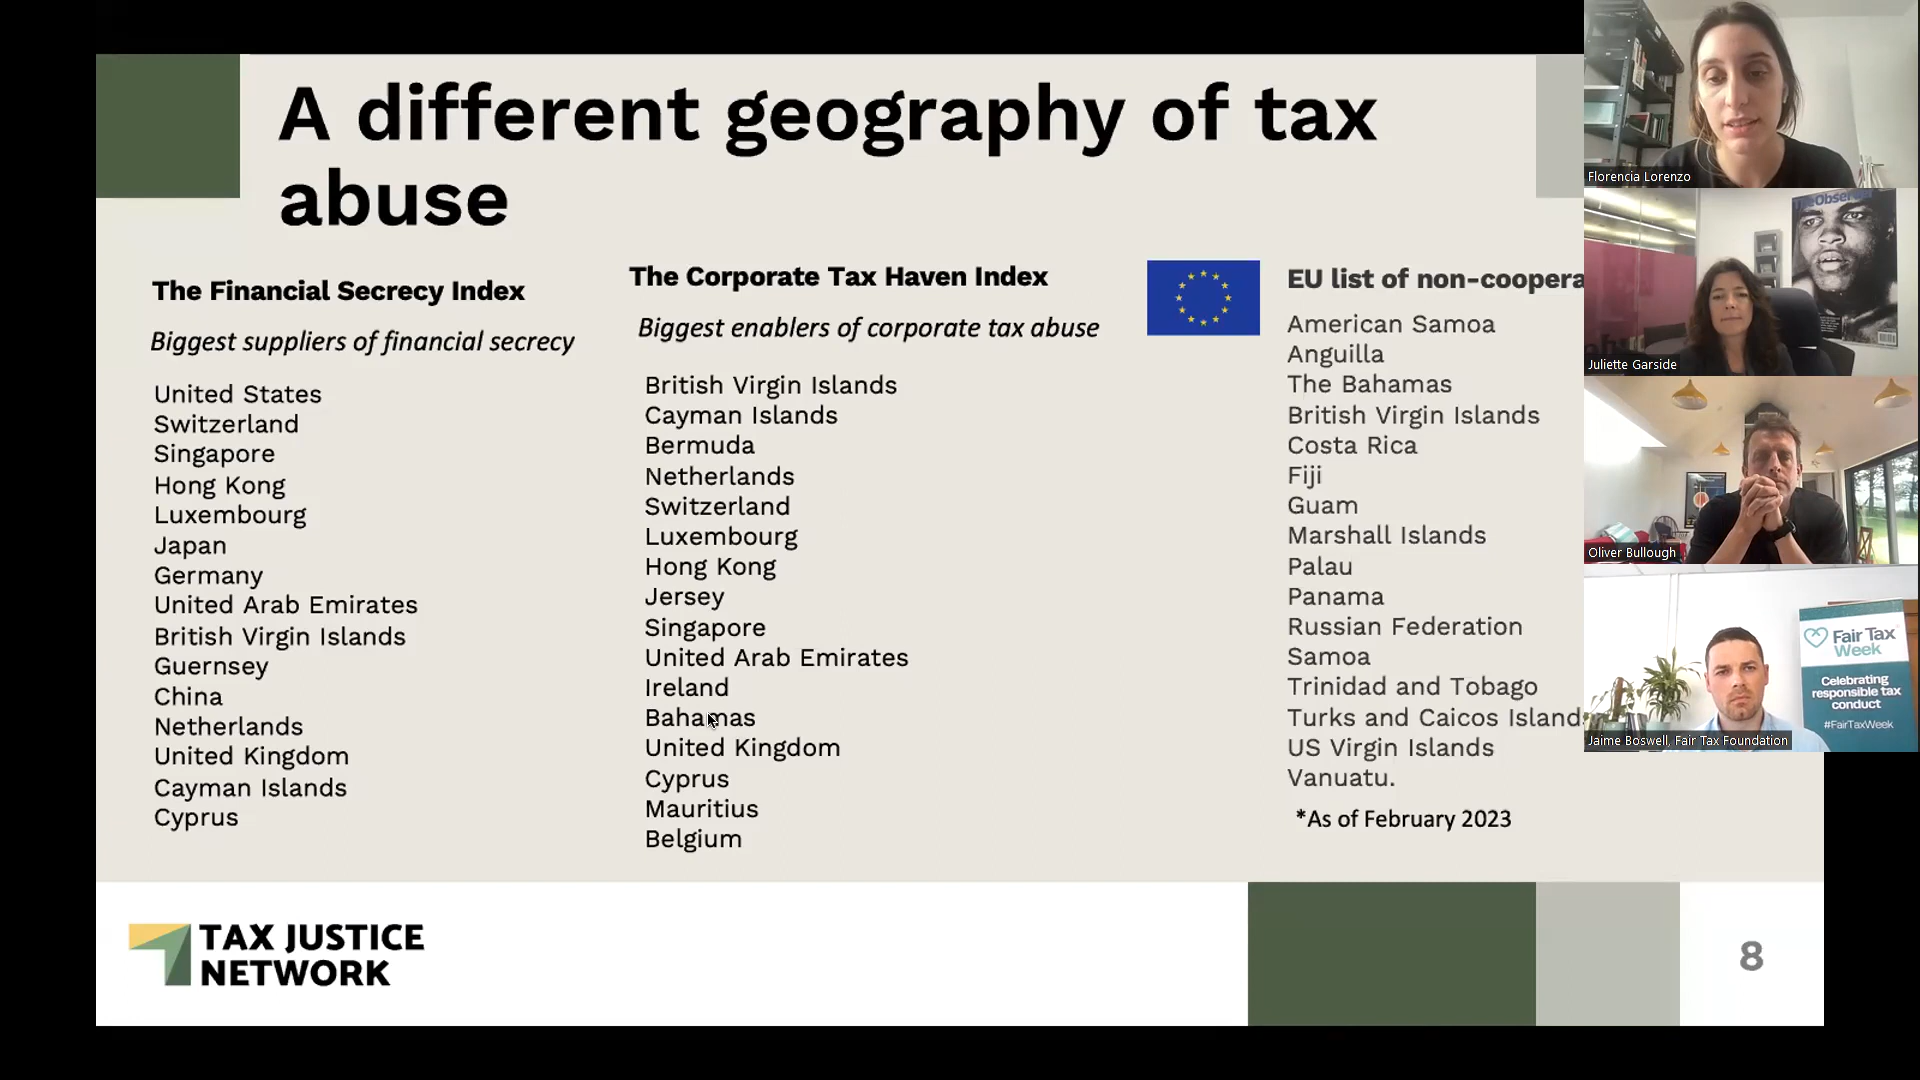 A different geography of tax
abuse
The Financial Secrecy Index
Biggest suppliers of financial secrecy
United States
Switzerland
Singapore
Hong Kong
Luxembourg
Japan
Germany
United Arab Emirates
British Virgin Islands
Guernsey
China
Netherlands
United Kingdom
Cayman Islands
Cyprus
The Corporate Tax Haven Index
Biggest enablers of corporate tax abuse
British Virgin Islands
Cayman Islands
Bermuda
Netherlands
Switzerland
Luxembourg
Hong Kong
Jersey
Singapore
United Arab Emirates
Ireland
Bahamas
United Kingdom
Cyprus
Mauritius
Belgium
EU list of non-coopera
American Samoa
Anguilla
The Bahamas
British Virgin Islands
Costa Rica
Fiji
Guam
Marshall Islands
Palau
Panama
Russian Federation
Samoa
Trinidad and Tobago
Turks and Caicos Island
US Virgin Islands
Vanuatu.
*As of February 2023
TAX JUSTICE
NETWORK
8
Florencia Lorenzo
The Observer
Juliette Garside
Oliver Bullough
Fair Tax
Week
Celebrating
responsible tax
conduct
#FairTaxWeek
Jaime Boswell, Fair Tax Foundation